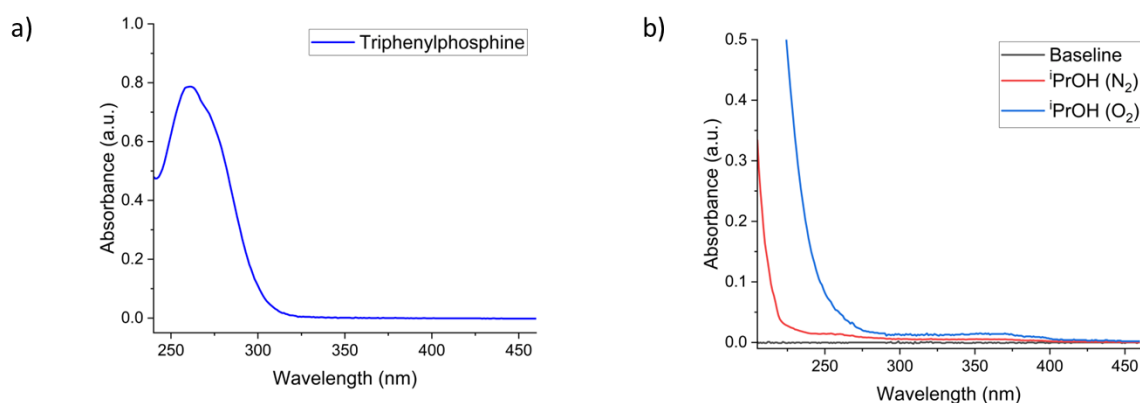 a)
Triphenylphosphine
1.0
0.8
0.6
0.4
0.2
0.0
Absorbance (a.u.)
250 300 350 400 450
Wavelength (nm)
b)
Baseline
ⁱPrOH (N₂)
ⁱPrOH (O₂)
0.5
0.4
0.3
0.2
0.1
0.0
Absorbance (a.u.)
250 300 350 400 450
Wavelength (nm)